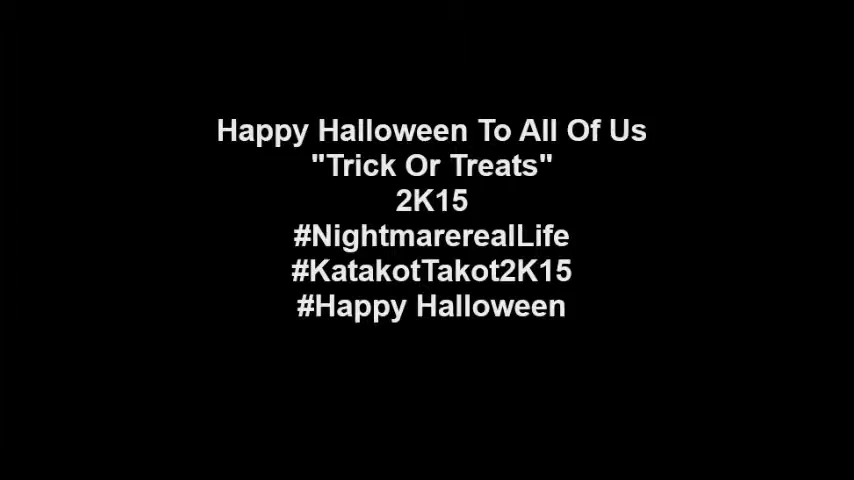 Happy Halloween To All Of Us
"Trick Or Treats"
2K15
#NightmarerealLife
#KatakotTakot2K15
#Happy Halloween